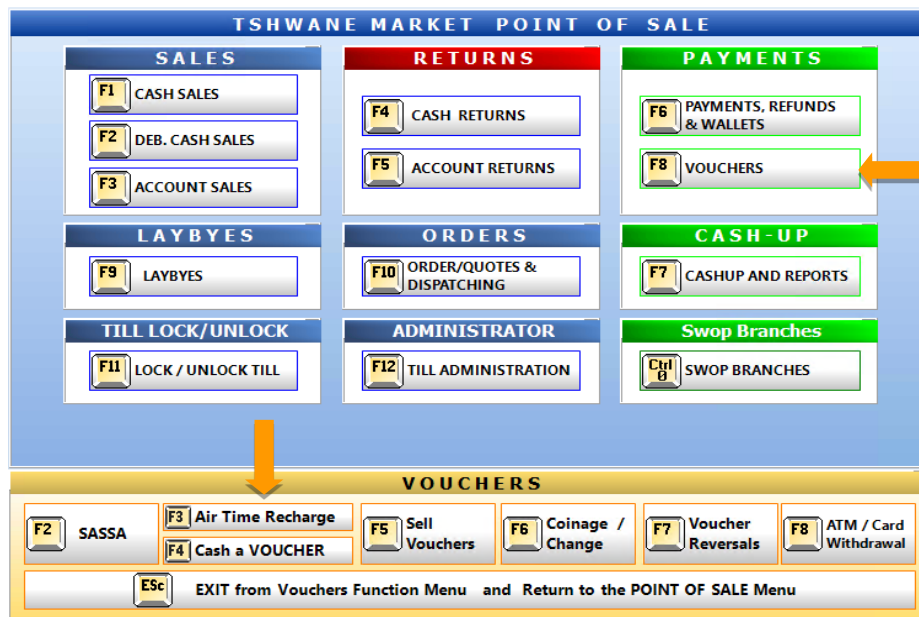 TSHWANE MARKET POINT OF SALE
SALES
F1 CASH SALES
F2 DEB. CASH SALES
F3 ACCOUNT SALES
RETURNS
F4 CASH RETURNS
F5 ACCOUNT RETURNS
PAYMENTS
F6 PAYMENTS, REFUNDS
& WALLETS
F8 VOUCHERS
LAYBYES
F9 LAYBYES
ORDERS
F10 ORDER/QUOTES &
DISPATCHING
CASH-UP
F7 CASHUP AND REPORTS
TILL LOCK/UNLOCK
F11 LOCK / UNLOCK TILL
ADMINISTRATOR
F12 TILL ADMINISTRATION
Swop Branches
Ctrl
0
SWOP BRANCHES
VOUCHERS
F2 SASSA
F3 Air Time Recharge
F4 Cash a VOUCHER
F5 Sell
Vouchers
F6 Coinage /
Change
F7 Voucher
Reversals
F8 ATM / Card
Withdrawal
ESc EXIT from Vouchers Function Menu and Return to the POINT OF SALE Menu